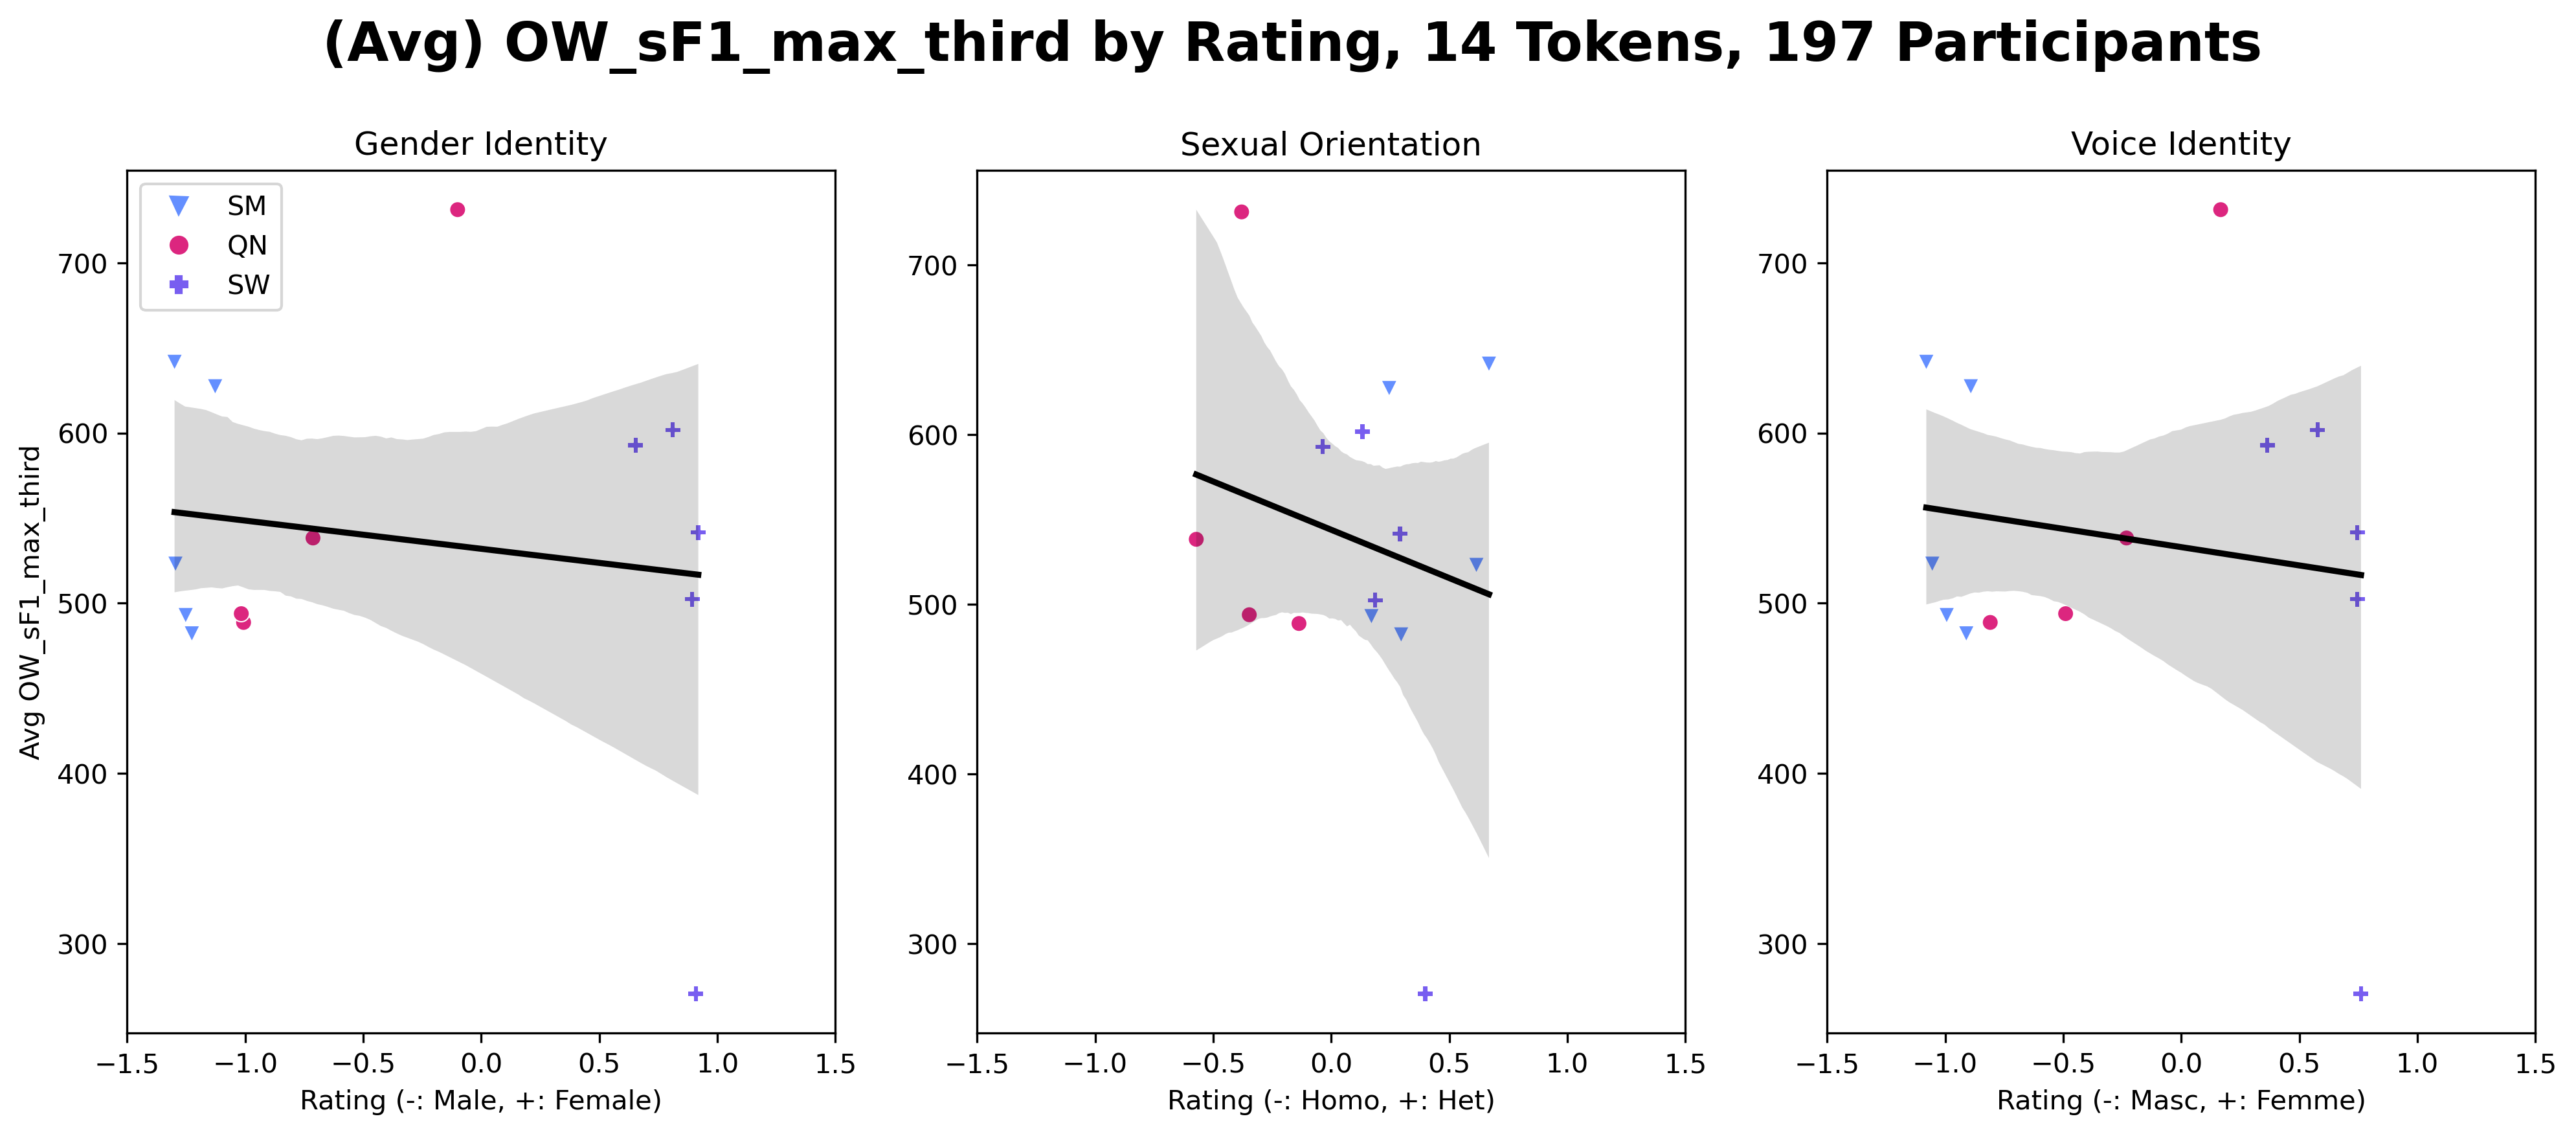 (Avg) OW_sF1_max_third by Rating, 14 Tokens, 197 Participants
Gender Identity
Sexual Orientation
Voice Identity
SM
QN
SW
Avg OW_sF1_max_third
700
600
500
400
300
−1.5 −1.0 −0.5 0.0 0.5 1.0 1.5
Rating (-: Male, +: Female)
700
600
500
400
300
−1.5 −1.0 −0.5 0.0 0.5 1.0 1.5
Rating (-: Homo, +: Het)
700
600
500
400
300
−1.5 −1.0 −0.5 0.0 0.5 1.0 1.5
Rating (-: Masc, +: Femme)